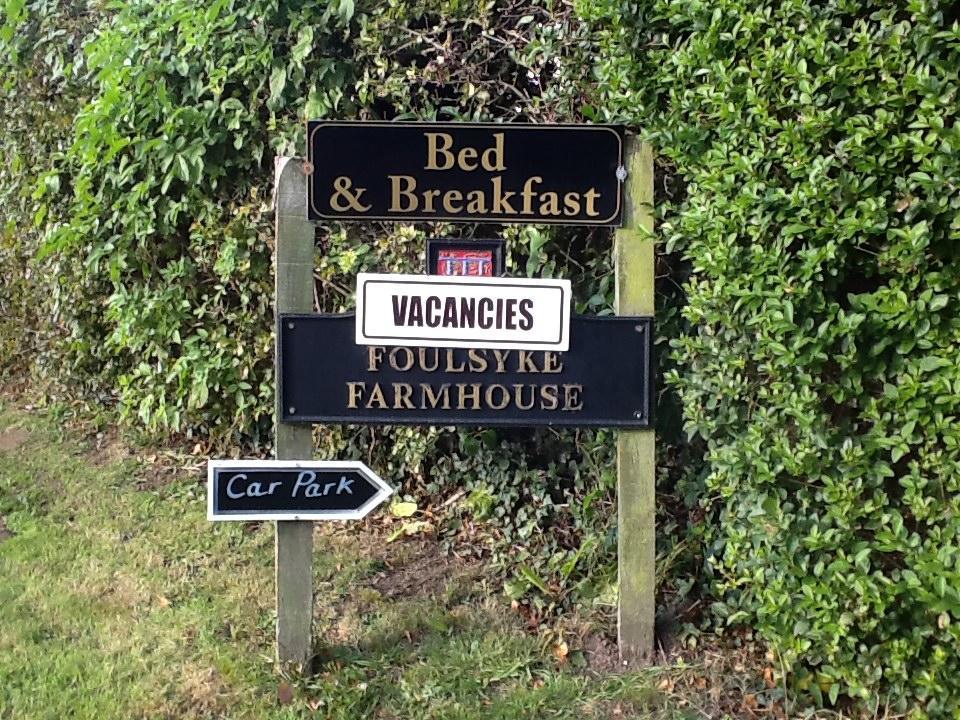 Bed
& Breakfast
VACANCIES
FOULSYKE
FARMHOUSE
Car Park